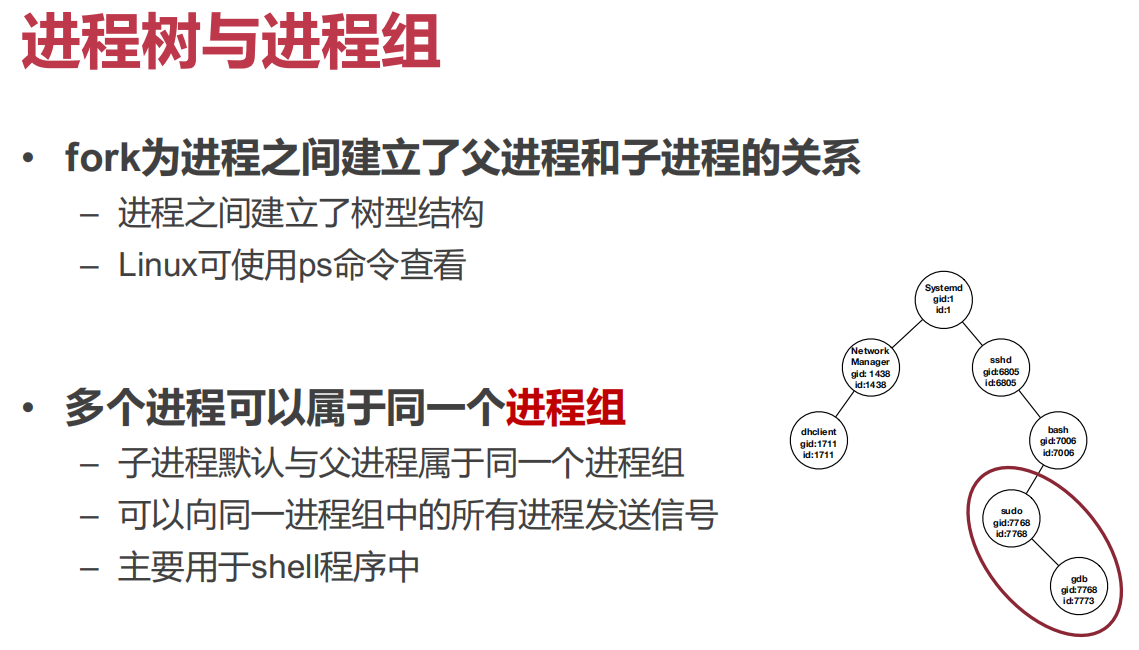 进程树与进程组
• fork为进程之间建立了父进程和子进程的关系
– 进程之间建立了树型结构
– Linux可使用ps命令查看
• 多个进程可以属于同一个进程组
– 子进程默认与父进程属于同一个进程组
– 可以向同一进程组中的所有进程发送信号
– 主要用于shell程序中
Systemd
gid:1
id:1
Network
Manager
gid: 1438
id:1438
sshd
gid:6805
id:6805
dhclient
gid:1711
id:1711
bash
gid:7006
id:7006
sudo
gid:7768
id:7768
gdb
gid:7768
id:7773